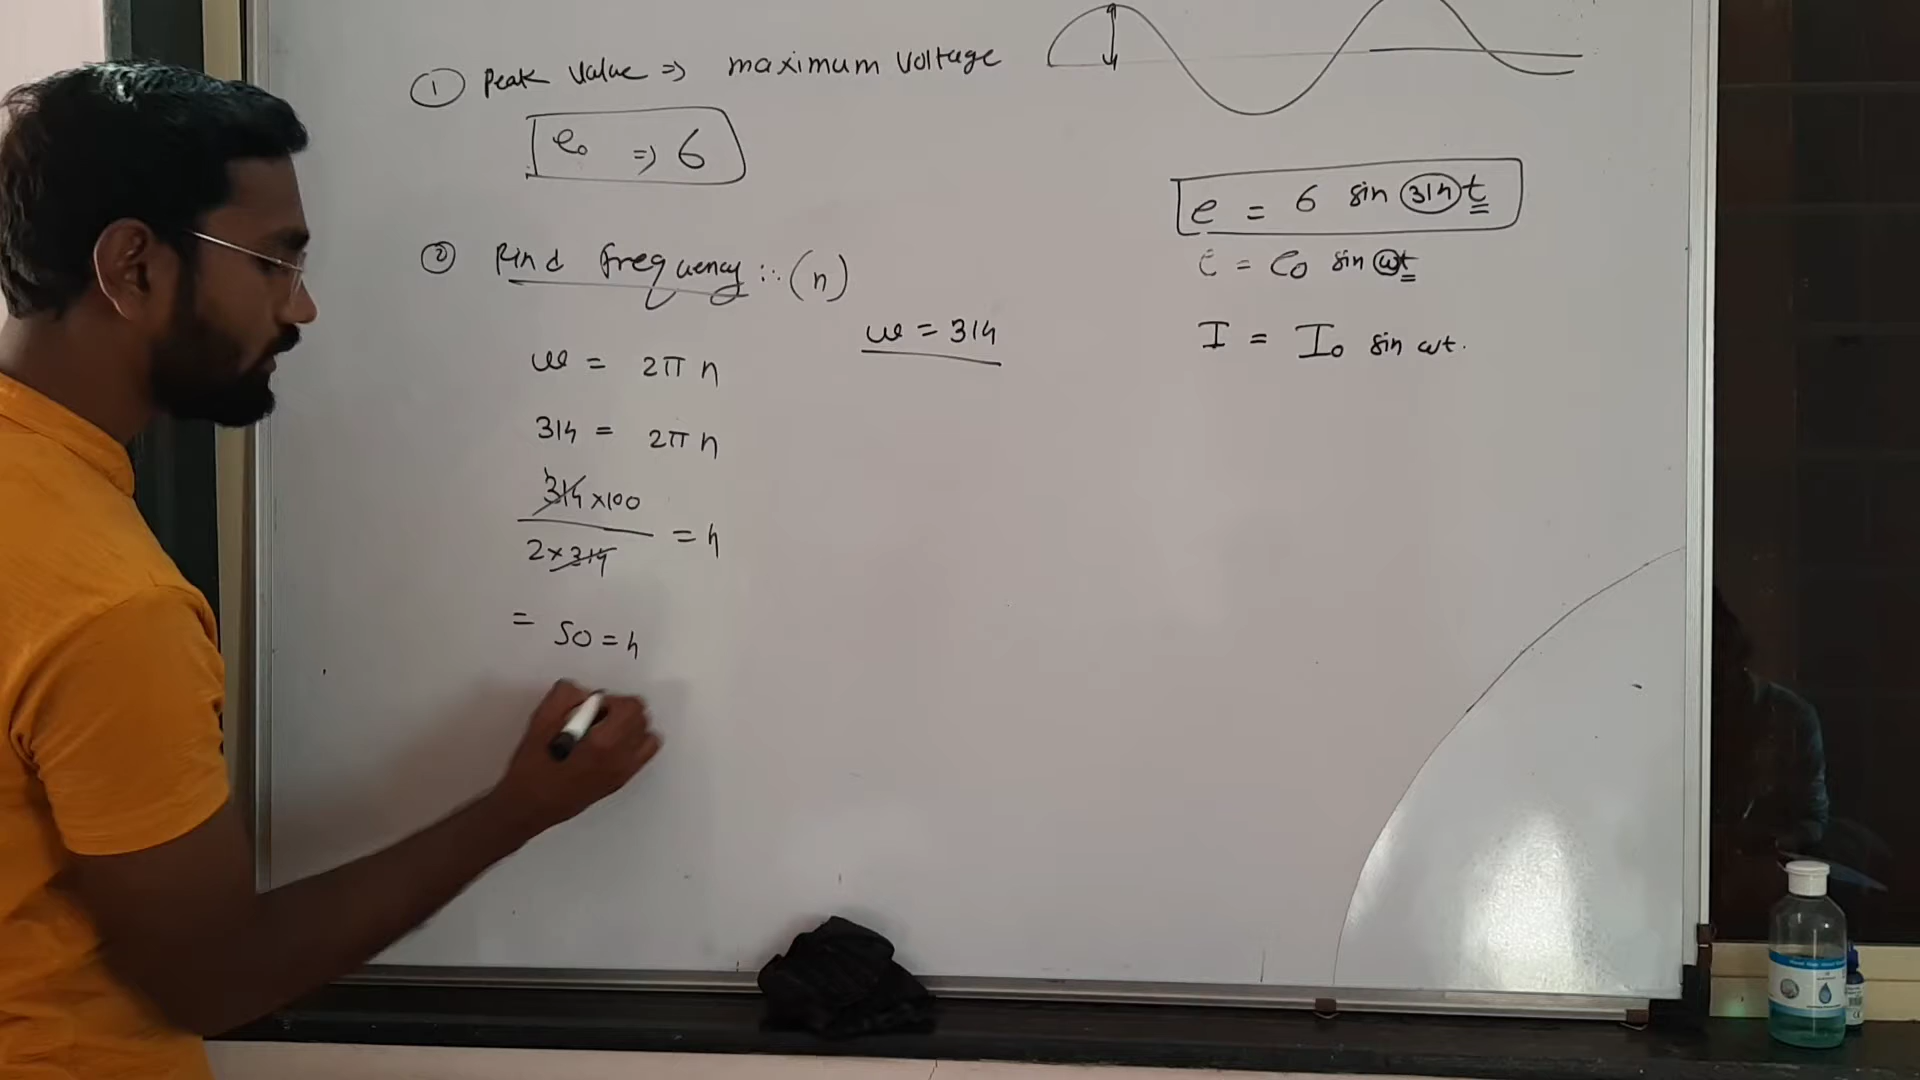 ① Peak Value => maximum voltage
e₀ => 6
e = 6 sin 314 t
e = e₀ sin ωt
I = I₀ sin ωt.
② Find frequency ∴ (n)
ω = 314
ω = 2π n
314 = 2π n
314 x100
2 x 314
= n
= 50 = n